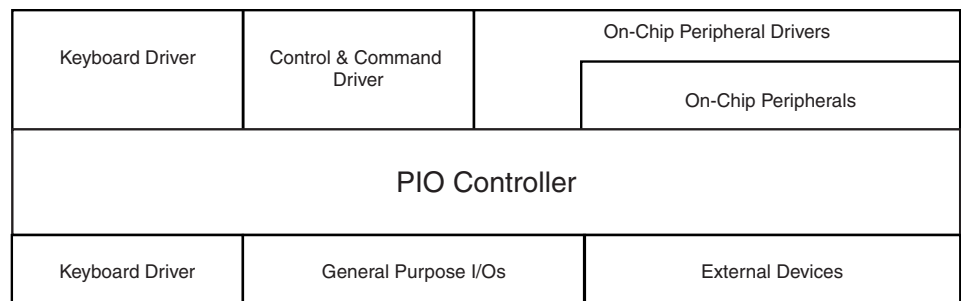 Keyboard Driver
Control & Command
Driver
On-Chip Peripheral Drivers
On-Chip Peripherals
PIO Controller
Keyboard Driver
General Purpose I/Os
External Devices